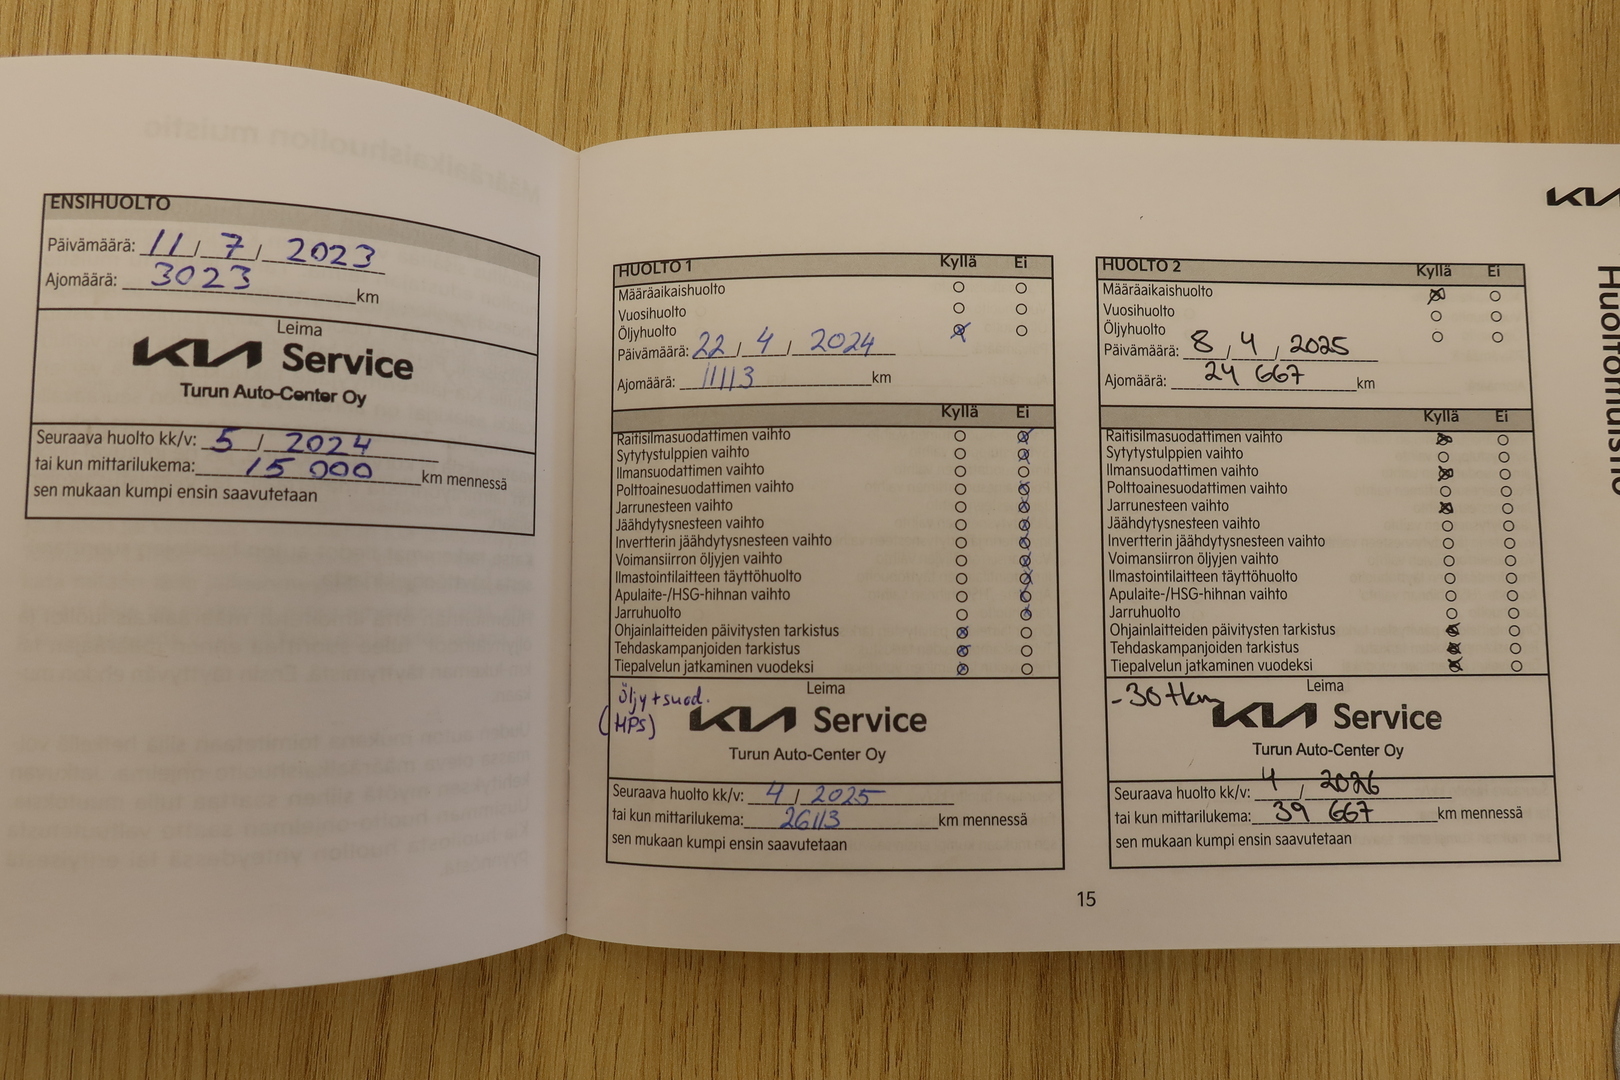 ENSIHUOLTO
Päivämäärä: 11 / 7 / 2023
Ajomäärä: 3023 km
Leima
KIA Service
Turun Auto-Center Oy
Seuraava huolto kk/v: 5 / 2024
tai kun mittarilukema: 15 000 km mennessä
sen mukaan kumpi ensin saavutetaan
HUOLTO 1 Kyllä Ei
Määräaikaishuolto
Vuosihuolto
Öljyhuolto
Päivämäärä: 22 / 4 / 2024
Ajomäärä: 11113 km
Kyllä Ei
Raitisilmasuodattimen vaihto
Sytytystulppien vaihto
Ilmansuodattimen vaihto
Polttoainesuodattimen vaihto
Jarrunesteen vaihto
Jäähdytysnesteen vaihto
Invertterin jäähdytysnesteen vaihto
Voimansiirron öljyjen vaihto
Ilmastointilaitteen täyttöhuolto
Apulaite-/HSG-hihnan vaihto
Jarruhuolto
Ohjainlaitteiden päivitysten tarkistus
Tehdaskampanjoiden tarkistus
Tiepalvelun jatkaminen vuodeksi
Leima
Öljy + suod.
(MPS)
KIA Service
Turun Auto-Center Oy
Seuraava huolto kk/v: 4 / 2025
tai kun mittarilukema: 26113 km mennessä
sen mukaan kumpi ensin saavutetaan
KIA
HUOLTO 2 Kyllä Ei
Määräaikaishuolto
Vuosihuolto
Öljyhuolto
Päivämäärä: 8 / 4 / 2025
Ajomäärä: 24 667 km
Kyllä Ei
Raitisilmasuodattimen vaihto
Sytytystulppien vaihto
Ilmansuodattimen vaihto
Polttoainesuodattimen vaihto
Jarrunesteen vaihto
Jäähdytysnesteen vaihto
Invertterin jäähdytysnesteen vaihto
Voimansiirron öljyjen vaihto
Ilmastointilaitteen täyttöhuolto
Apulaite-/HSG-hihnan vaihto
Jarruhuolto
Ohjainlaitteiden päivitysten tarkistus
Tehdaskampanjoiden tarkistus
Tiepalvelun jatkaminen vuodeksi
Leima
-30 tkm
KIA Service
Turun Auto-Center Oy
Seuraava huolto kk/v: 4 / 2026
tai kun mittarilukema: 39 667 km mennessä
sen mukaan kumpi ensin saavutetaan
15
Huoltomuistio